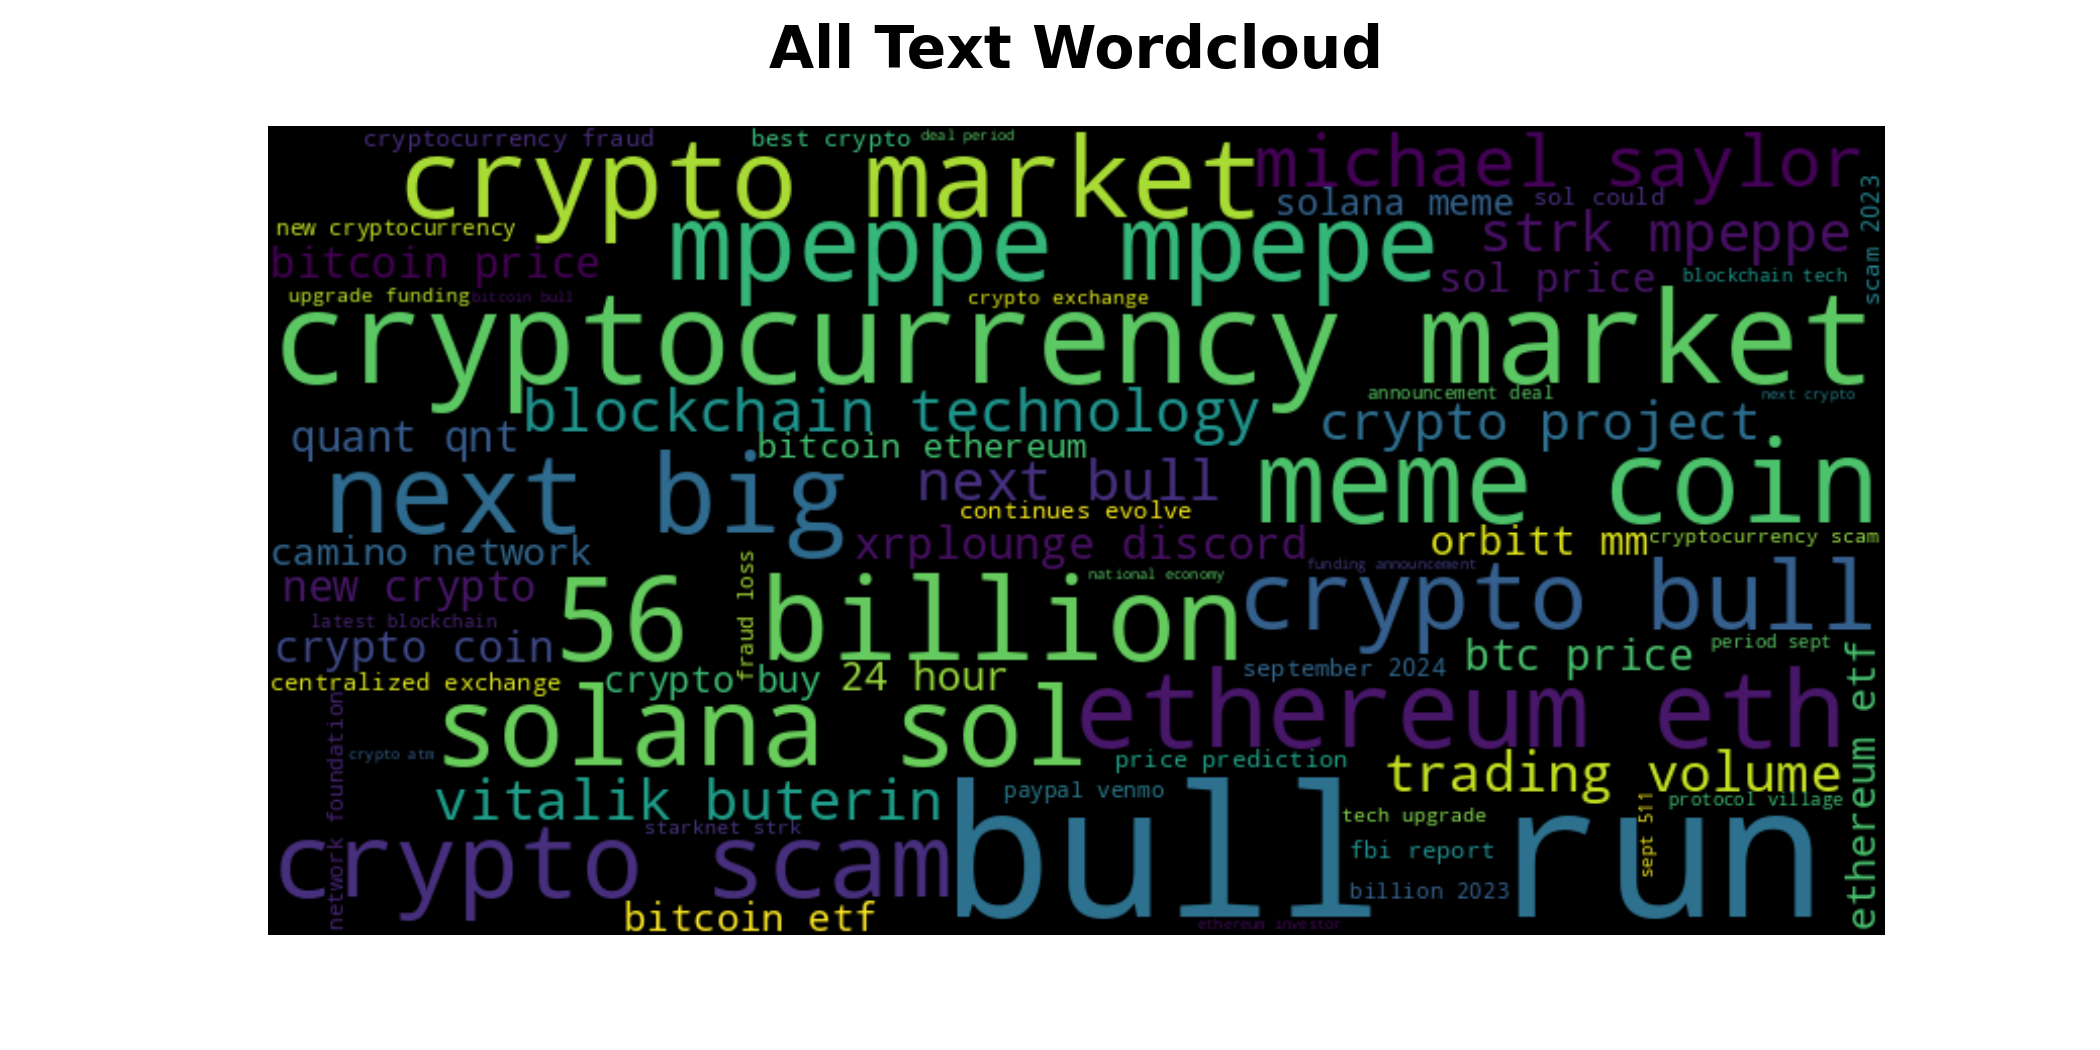 All Text Wordcloud
cryptocurrency fraud
best crypto
deal period
crypto market
michael saylor
solana meme
sol could
scam 2023
new cryptocurrency
mpeppe mpepe
strk mpeppe
bitcoin price
sol price
blockchain tech
upgrade funding
bitcoin bull
crypto exchange
cryptocurrency market
blockchain technology
announcement deal
next crypto
quant qnt
bitcoin ethereum
crypto project
next big
next bull
meme coin
continues evolve
camino network
xrplounge discord
orbitt mm
cryptocurrency scam
new crypto
56 billion
fraud loss
national economy
funding announcement
crypto bull
latest blockchain
crypto coin
btc price
period sept
centralized exchange
crypto buy
24 hour
september 2024
ethereum etf
network foundation
crypto atm
solana sol
ethereum eth
price prediction
trading volume
vitalik buterin
paypal venmo
protocol village
sept 511
starknet strk
tech upgrade
crypto scam
bull run
fbi report
billion 2023
bitcoin etf
ethereum investor